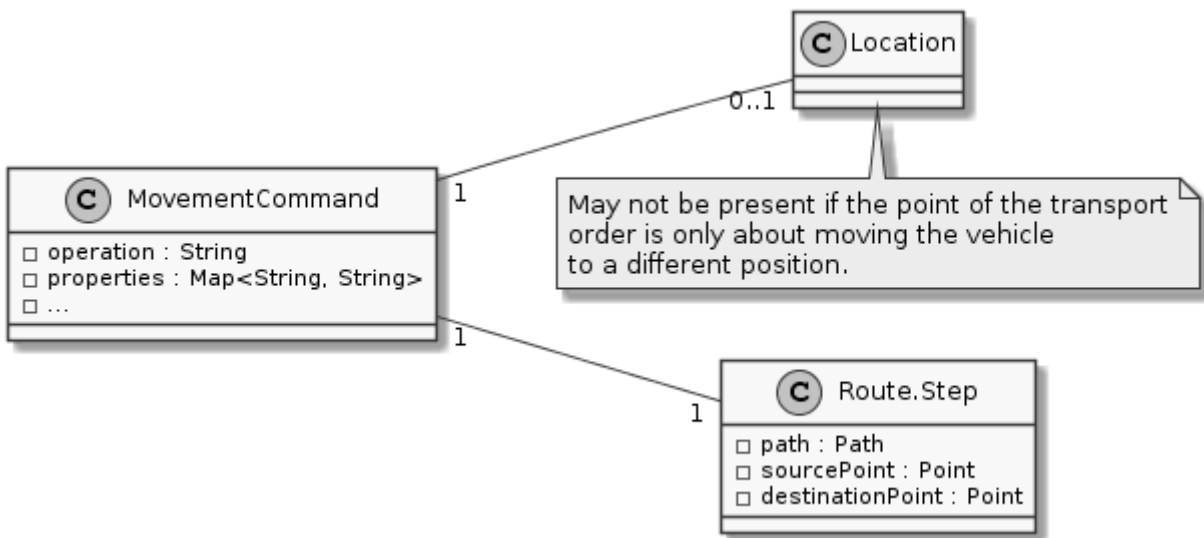 C Location
0..1
C MovementCommand
operation : String
properties : Map<String, String>
...
1
May not be present if the point of the transport
order is only about moving the vehicle
to a different position.
1
1
C Route.Step
path : Path
sourcePoint : Point
destinationPoint : Point